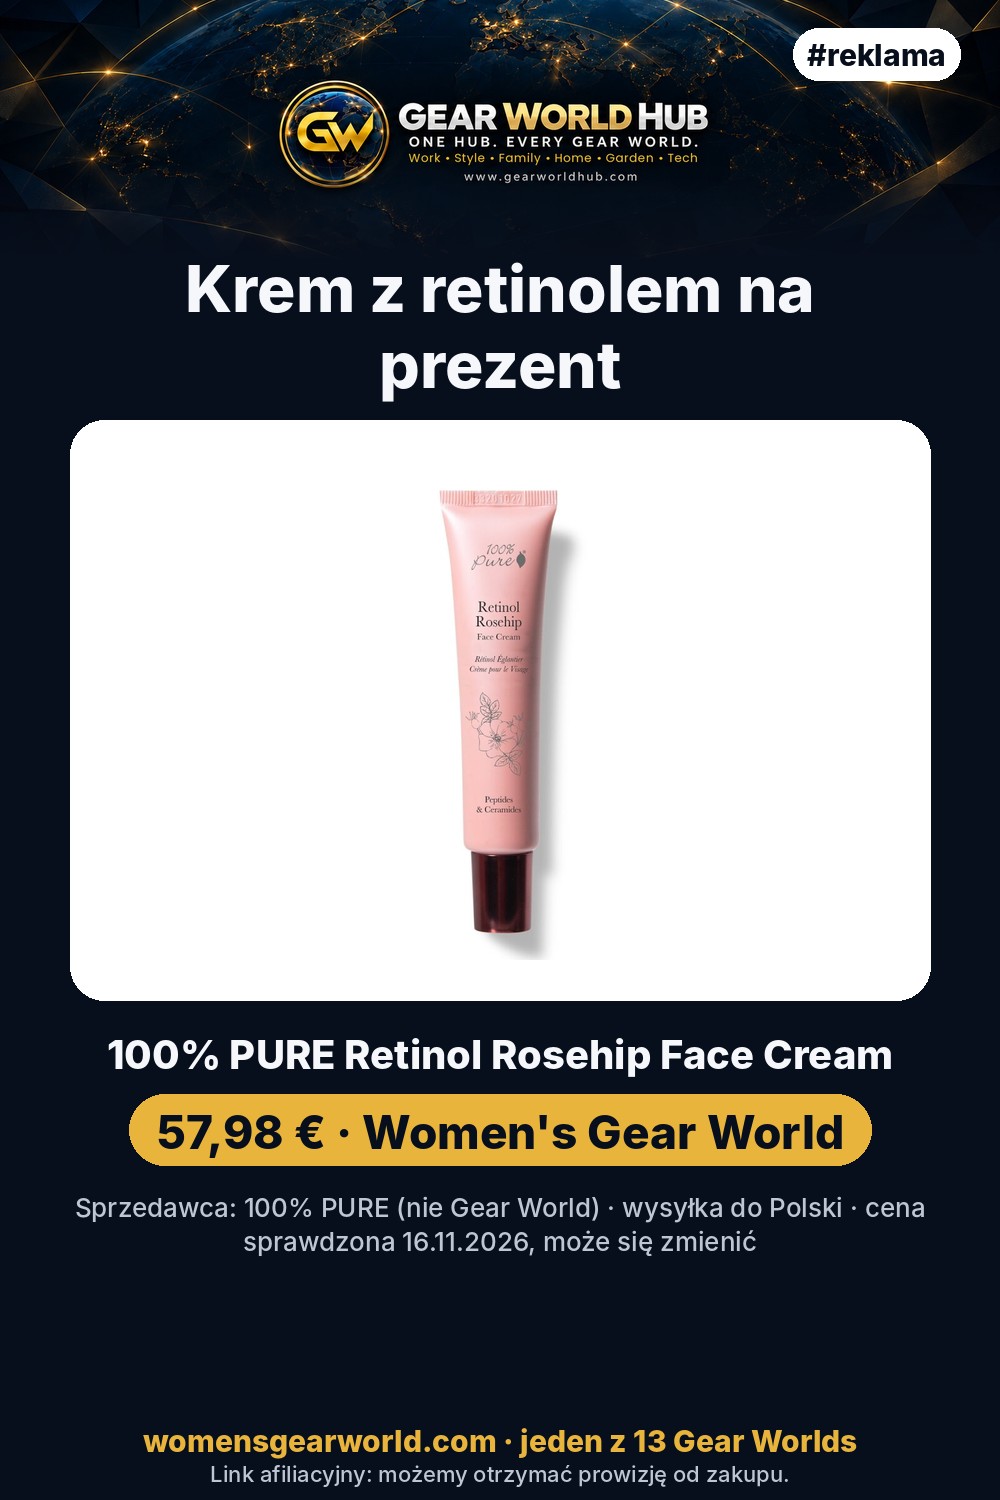 #reklama
GW
GEAR WORLD HUB
ONE HUB. EVERY GEAR WORLD.
Work • Style • Family • Home • Garden • Tech
www.gearworldhub.com
Krem z retinolem na
prezent
100%
pure
Retinol
Rosehip
Face Cream
Rétinol Églantier
Crème pour le Visage
Peptides
& Ceramides
100% PURE Retinol Rosehip Face Cream
57,98 € · Women's Gear World
Sprzedawca: 100% PURE (nie Gear World) · wysyłka do Polski · cena
sprawdzona 16.11.2026, może się zmienić
womensgearworld.com · jeden z 13 Gear Worlds
Link afiliacyjny: możemy otrzymać prowizję od zakupu.